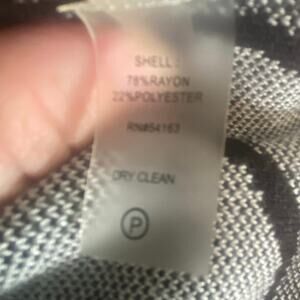 SHELL:
78%RAYON
22%POLYESTER
RN#54163
DRY CLEAN
P